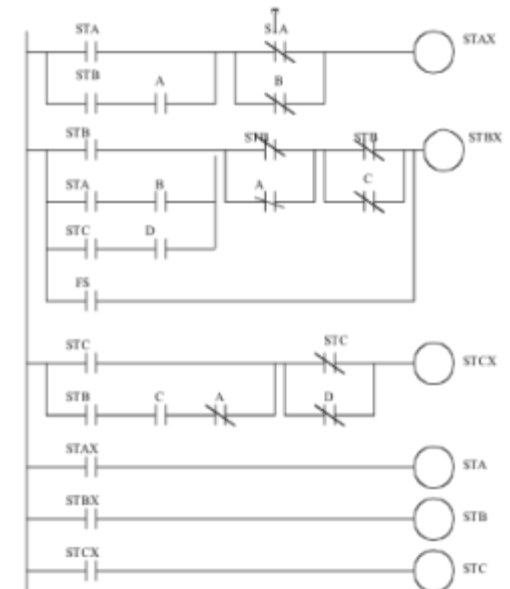 STA STA STAX
STB A B
STB STB STB STBX
STA B A C
STC D
FS
STC STC STCX
STB C A D
STAX STA
STBX STB
STCX STC